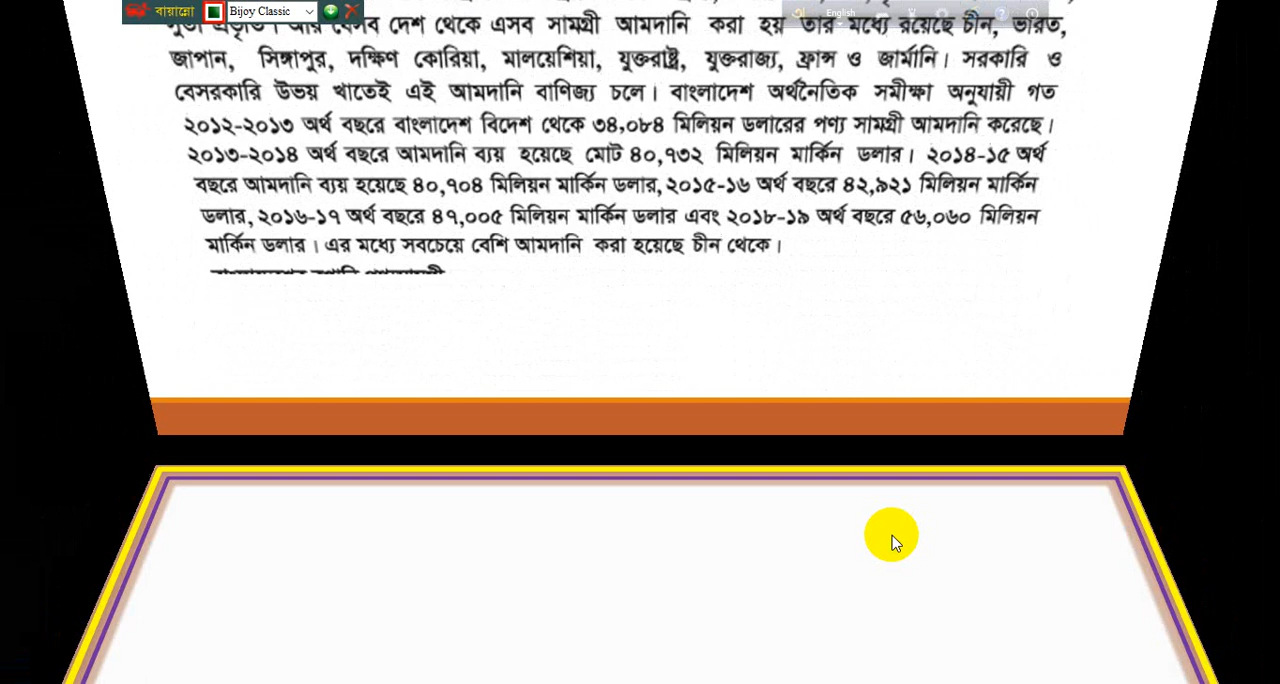 বায়ান্নো
Bijoy Classic
English
সুতা প্রভৃতি। আর যেসব দেশ থেকে এসব সামগ্রী আমদানি করা হয় তার মধ্যে রয়েছে চীন, ভারত,
জাপান, সিঙ্গাপুর, দক্ষিণ কোরিয়া, মালয়েশিয়া, যুক্তরাষ্ট্র, যুক্তরাজ্য, ফ্রান্স ও জার্মানি। সরকারি ও
বেসরকারি উভয় খাতেই এই আমদানি বাণিজ্য চলে। বাংলাদেশ অর্থনৈতিক সমীক্ষা অনুযায়ী গত
২০১২-২০১৩ অর্থ বছরে বাংলাদেশ বিদেশ থেকে ৩৪,০৮৪ মিলিয়ন ডলারের পণ্য সামগ্রী আমদানি করেছে।
২০১৩-২০১৪ অর্থ বছরে আমদানি ব্যয় হয়েছে মোট ৪০,৭৩২ মিলিয়ন মার্কিন ডলার। ২০১৪-১৫ অর্থ
বছরে আমদানি ব্যয় হয়েছে ৪০,৭০৪ মিলিয়ন মার্কিন ডলার, ২০১৫-১৬ অর্থ বছরে ৪২,৯২১ মিলিয়ন মার্কিন
ডলার, ২০১৬-১৭ অর্থ বছরে ৪৭,০০৫ মিলিয়ন মার্কিন ডলার এবং ২০১৮-১৯ অর্থ বছরে ৫৬,০৬০ মিলিয়ন
মার্কিন ডলার। এর মধ্যে সবচেয়ে বেশি আমদানি করা হয়েছে চীন থেকে।